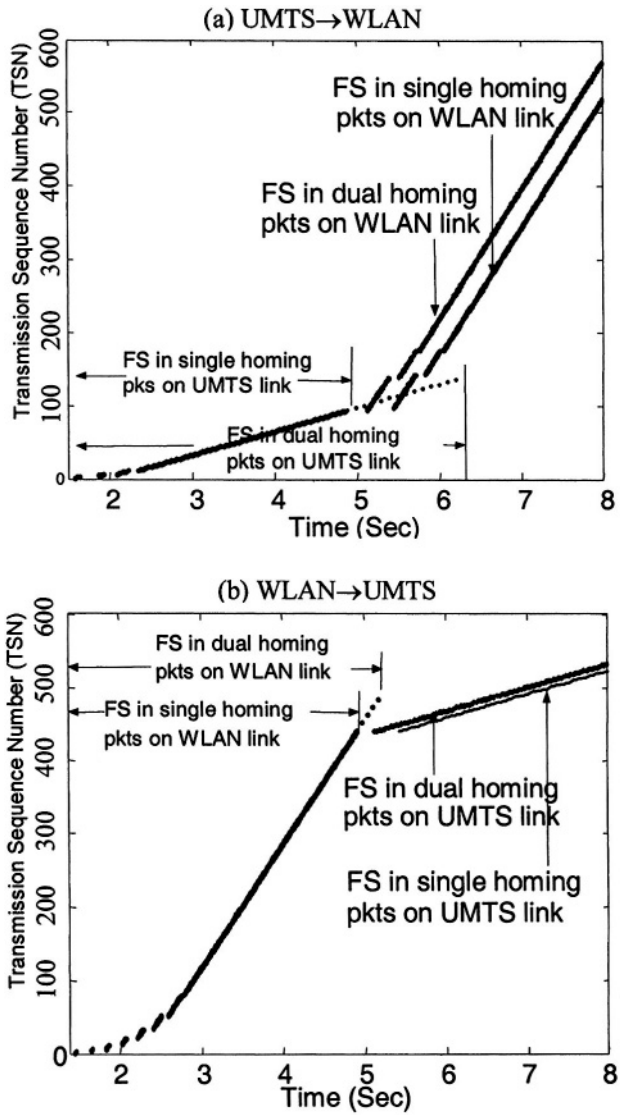 (a) UMTS→WLAN
Transmission Sequence Number (TSN)
600
500
400
300
200
100
0
FS in single homing
pkts on WLAN link
FS in dual homing
pkts on WLAN link
FS in single homing
pks on UMTS link
FS in dual homing
pkts on UMTS link
2
3
4
5
6
7
8
Time (Sec)
(b) WLAN→UMTS
Transmission Sequence Number (TSN)
600
500
400
300
200
100
0
FS in dual homing
pkts on WLAN link
FS in single homing
pkts on WLAN link
FS in dual homing
pkts on UMTS link
FS in single homing
pkts on UMTS link
2
3
4
5
6
7
8
Time (Sec)